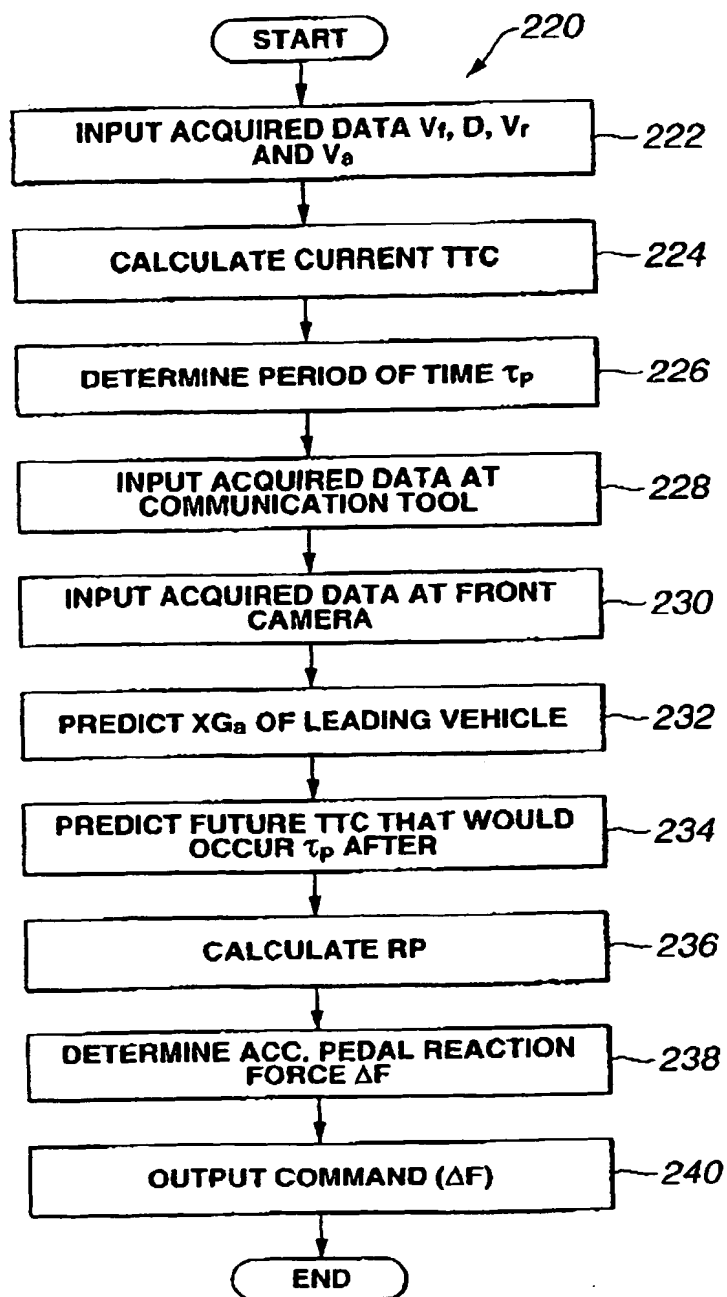 START
220
INPUT ACQUIRED DATA Vf, D, Vr
AND Va
222
CALCULATE CURRENT TTC
224
DETERMINE PERIOD OF TIME τp
226
INPUT ACQUIRED DATA AT
COMMUNICATION TOOL
228
INPUT ACQUIRED DATA AT FRONT
CAMERA
230
PREDICT XGa OF LEADING VEHICLE
232
PREDICT FUTURE TTC THAT WOULD
OCCUR τp AFTER
234
CALCULATE RP
236
DETERMINE ACC. PEDAL REACTION
FORCE ΔF
238
OUTPUT COMMAND (ΔF)
240
END